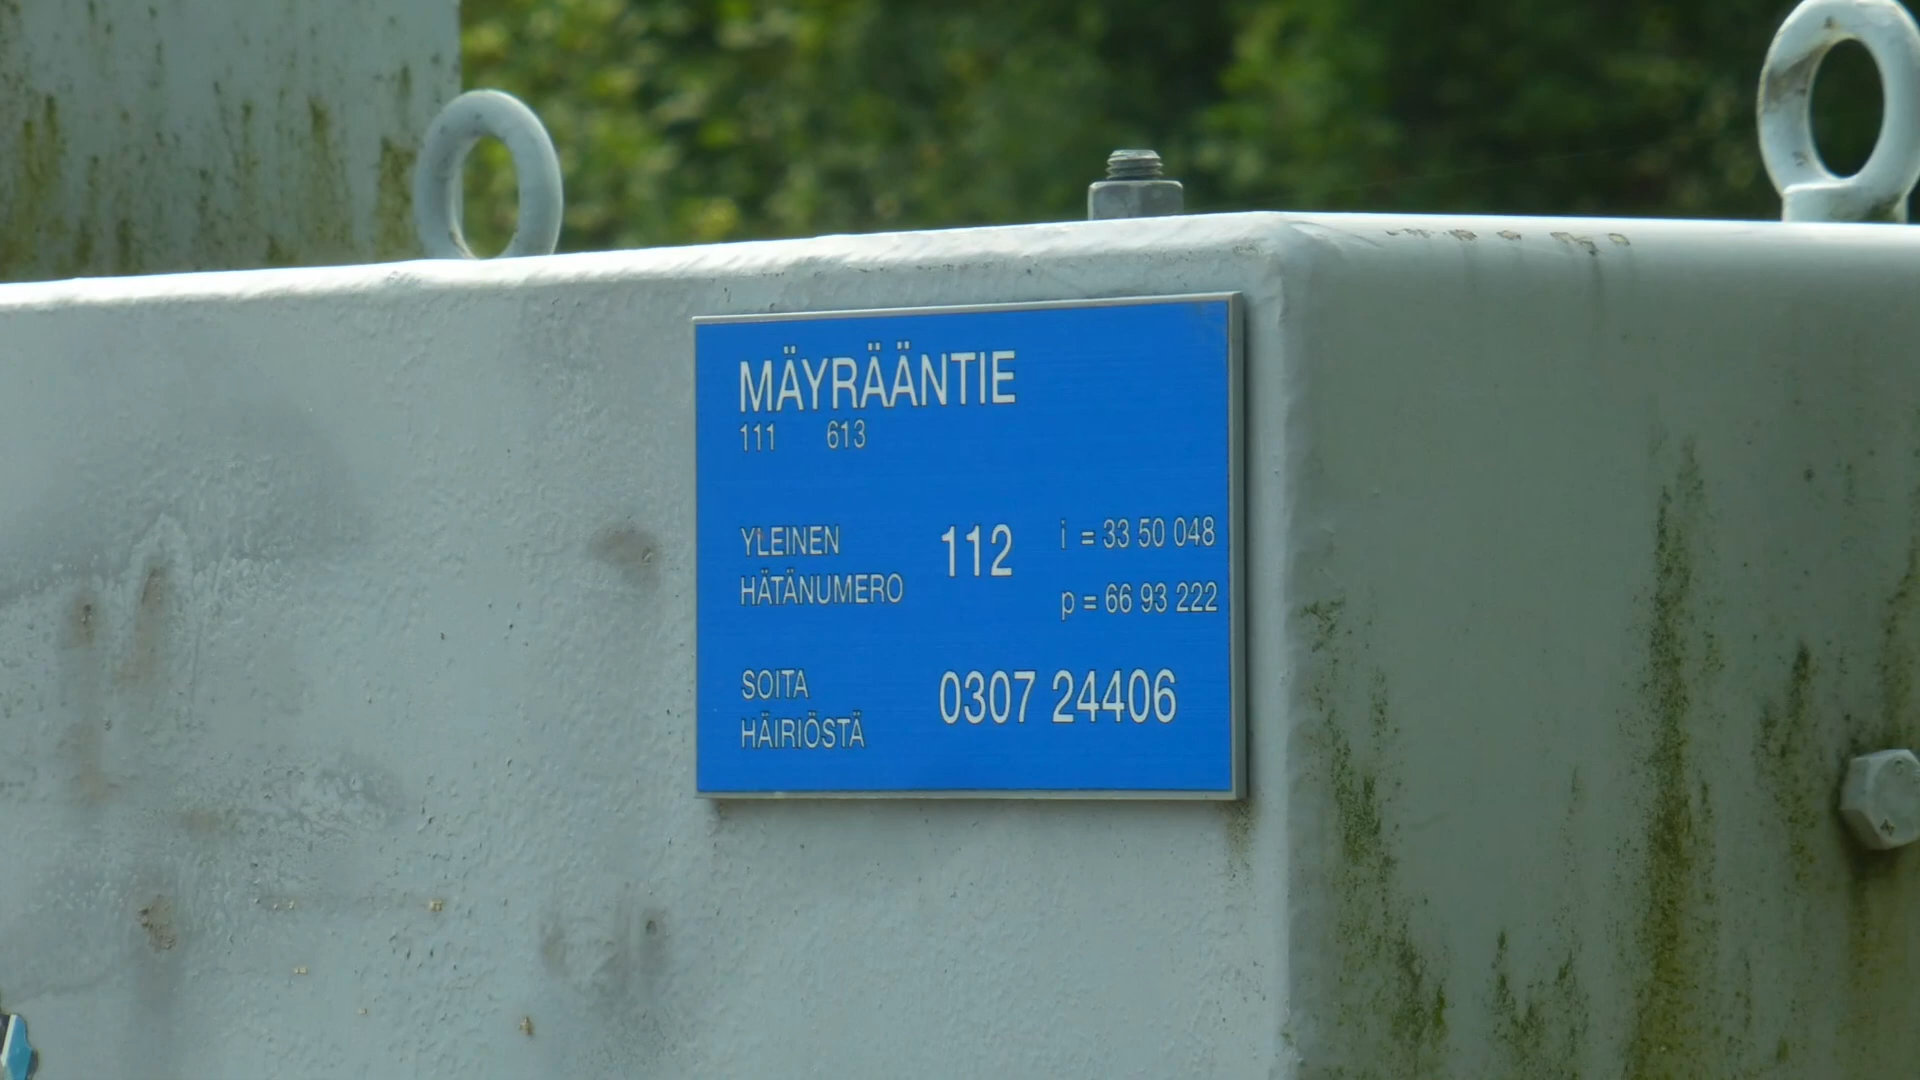 MÄYRÄÄNTIE
111 613
YLEINEN
HÄTÄNUMERO
112
i = 33 50 048
p = 66 93 222
SOITA
HÄIRIÖSTÄ
0307 24406